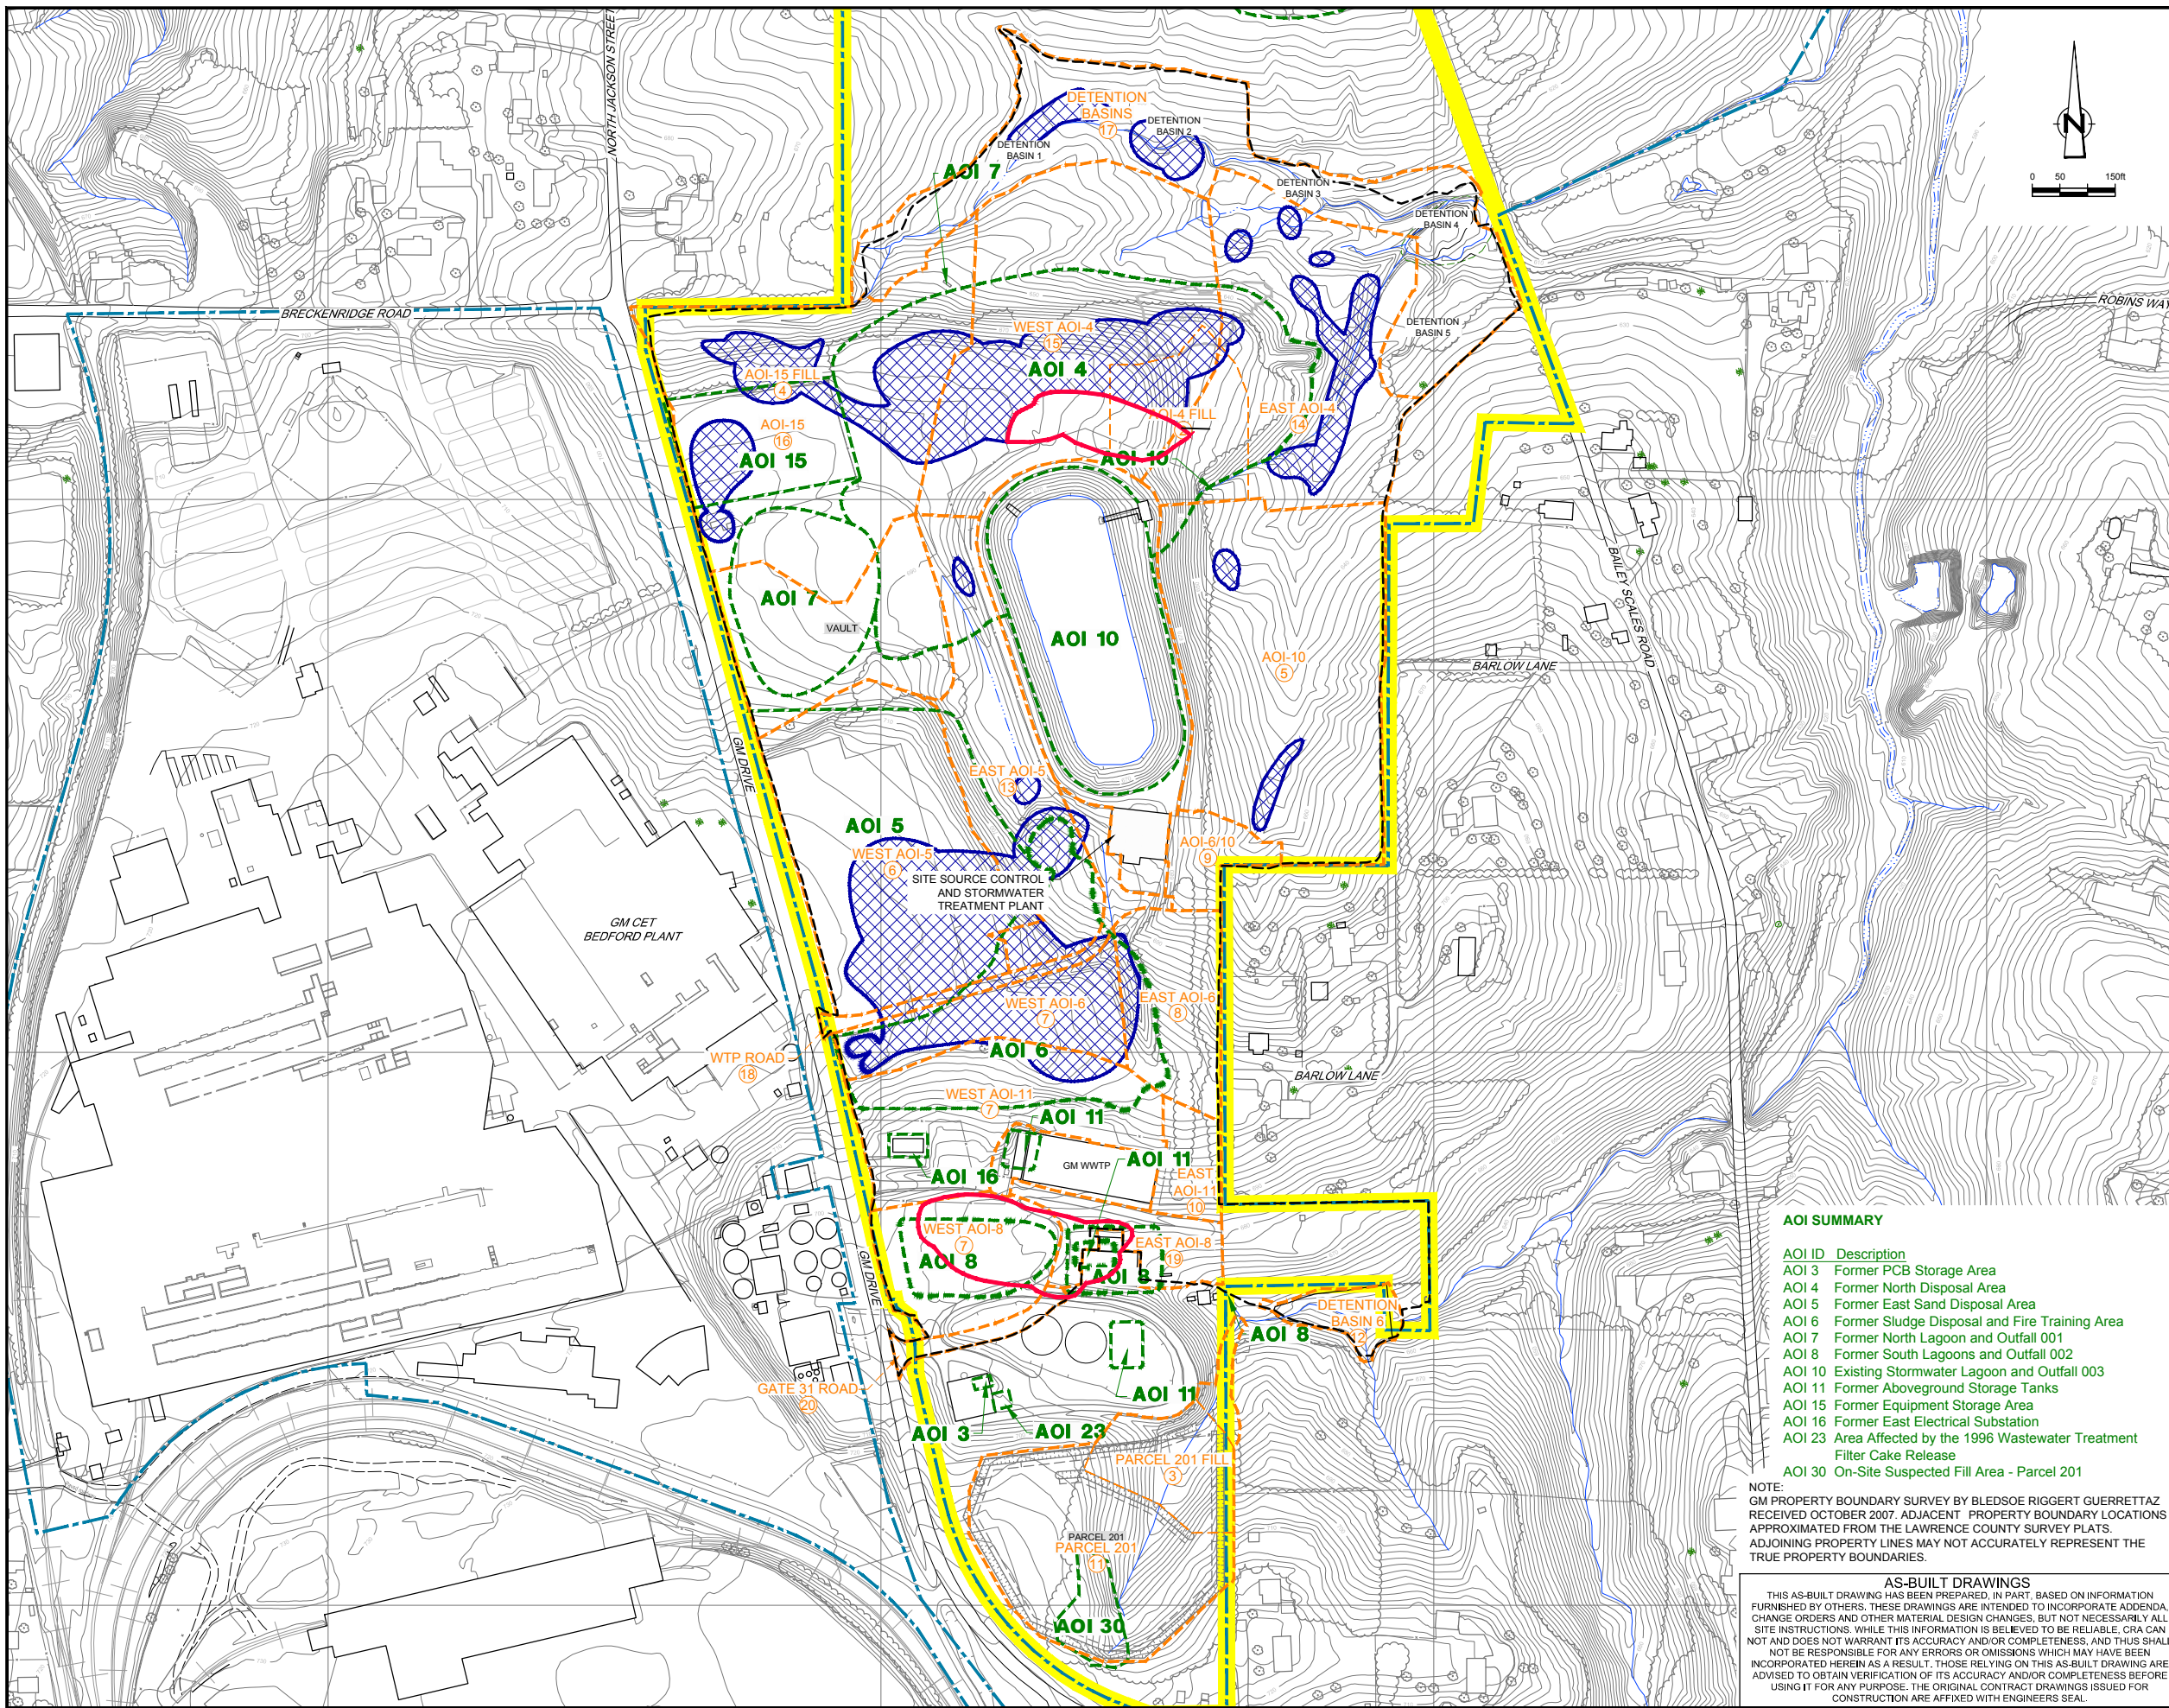 NORTH JACKSON STREET
DETENTION
BASINS
17
DETENTION
BASIN 2
DETENTION
BASIN 1
N
0 50 150ft
AOI 7
DETENTION
BASIN 3
DETENTION
BASIN 4
BRECKENRIDGE ROAD
ROBINS WAY
DETENTION
BASIN 5
WEST AOI-4
15
AOI 4
AOI-15 FILL
4
AOI-4 FILL
EAST AOI-4
14
AOI-15
16
AOI 15
AOI 10
AOI 7
VAULT
AOI 10
AOI-10
5
BAILEY SCALES ROAD
BARLOW LANE
GM DRIVE
EAST AOI-5
13
AOI 5
WEST AOI-5
6
AOI-6/10
9
SITE SOURCE CONTROL
AND STORMWATER
TREATMENT PLANT
GM CET
BEDFORD PLANT
WEST AOI-6
7
EAST AOI-6
8
AOI 6
WTP ROAD
18
BARLOW LANE
WEST AOI-11
7
AOI 11
GM WWTP
AOI 11
AOI 16
EAST
AOI-11
10
WEST AOI-8
7
AOI 8
EAST AOI-8
19
AOI 8
GM DRIVE
DETENTION
BASIN 6
12
AOI 8
GATE 31 ROAD
20
AOI 11
AOI 3
AOI 23
PARCEL 201 FILL
3
PARCEL 201
PARCEL 201
11
AOI 30
AOI SUMMARY
AOI ID Description
AOI 3 Former PCB Storage Area
AOI 4 Former North Disposal Area
AOI 5 Former East Sand Disposal Area
AOI 6 Former Sludge Disposal and Fire Training Area
AOI 7 Former North Lagoon and Outfall 001
AOI 8 Former South Lagoons and Outfall 002
AOI 10 Existing Stormwater Lagoon and Outfall 003
AOI 11 Former Aboveground Storage Tanks
AOI 15 Former Equipment Storage Area
AOI 16 Former East Electrical Substation
AOI 23 Area Affected by the 1996 Wastewater Treatment
Filter Cake Release
AOI 30 On-Site Suspected Fill Area - Parcel 201
NOTE:
GM PROPERTY BOUNDARY SURVEY BY BLEDSOE RIGGERT GUERRETTAZ
RECEIVED OCTOBER 2007. ADJACENT PROPERTY BOUNDARY LOCATIONS
APPROXIMATED FROM THE LAWRENCE COUNTY SURVEY PLATS.
ADJOINING PROPERTY LINES MAY NOT ACCURATELY REPRESENT THE
TRUE PROPERTY BOUNDARIES.
AS-BUILT DRAWINGS
THIS AS-BUILT DRAWING HAS BEEN PREPARED, IN PART, BASED ON INFORMATION
FURNISHED BY OTHERS. THESE DRAWINGS ARE INTENDED TO INCORPORATE ADDENDA,
CHANGE ORDERS AND OTHER MATERIAL DESIGN CHANGES, BUT NOT NECESSARILY ALL
SITE INSTRUCTIONS. WHILE THIS INFORMATION IS BELIEVED TO BE RELIABLE, CRA CAN
NOT AND DOES NOT WARRANT ITS ACCURACY AND/OR COMPLETENESS, AND THUS SHALL
NOT BE RESPONSIBLE FOR ANY ERRORS OR OMISSIONS WHICH MAY HAVE BEEN
INCORPORATED HEREIN AS A RESULT. THOSE RELYING ON THIS AS-BUILT DRAWING ARE
ADVISED TO OBTAIN VERIFICATION OF ITS ACCURACY AND/OR COMPLETENESS BEFORE
USING IT FOR ANY PURPOSE. THE ORIGINAL CONTRACT DRAWINGS ISSUED FOR
CONSTRUCTION ARE AFFIXED WITH ENGINEERS SEAL.